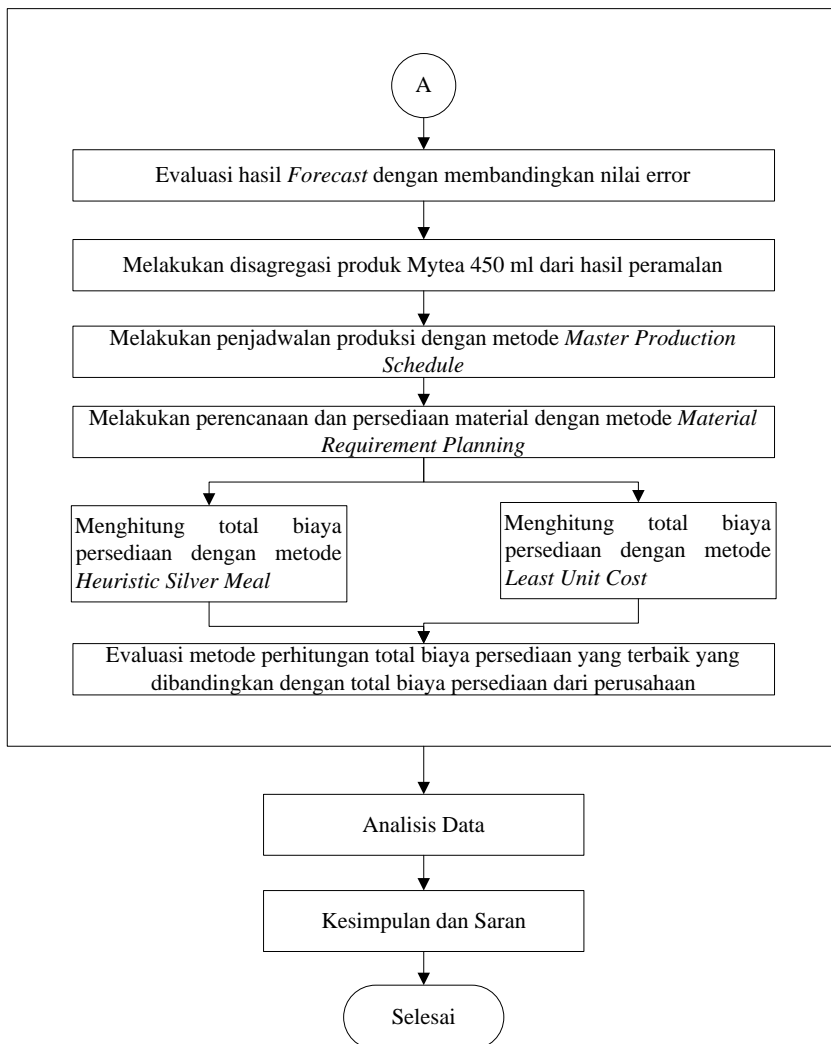 A
Evaluasi hasil Forecast dengan membandingkan nilai error
Melakukan disagregasi produk Mytea 450 ml dari hasil peramalan
Melakukan penjadwalan produksi dengan metode Master Production
Schedule
Melakukan perencanaan dan persediaan material dengan metode Material
Requirement Planning
Menghitung total biaya
persediaan dengan metode
Heuristic Silver Meal
Menghitung total biaya
persediaan dengan metode
Least Unit Cost
Evaluasi metode perhitungan total biaya persediaan yang terbaik yang
dibandingkan dengan total biaya persediaan dari perusahaan
Analisis Data
Kesimpulan dan Saran
Selesai